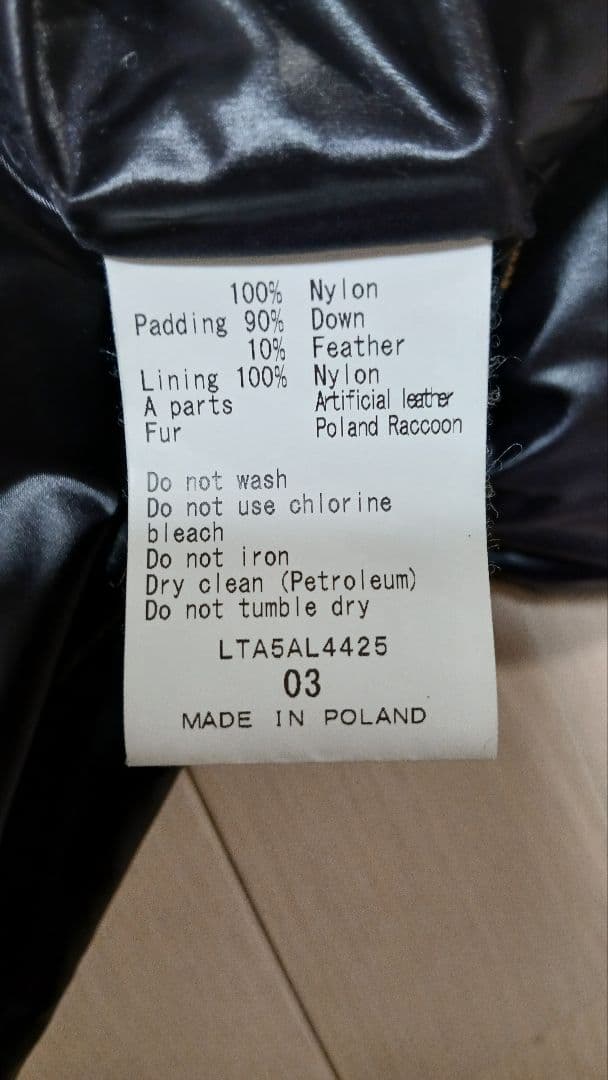 100% Nylon
Padding 90% Down
10% Feather
Lining 100% Nylon
A parts Artificial leather
Fur Poland Raccoon
Do not wash
Do not use chlorine
bleach
Do not iron
Dry clean (Petroleum)
Do not tumble dry
LTA5AL4425
03
MADE IN POLAND